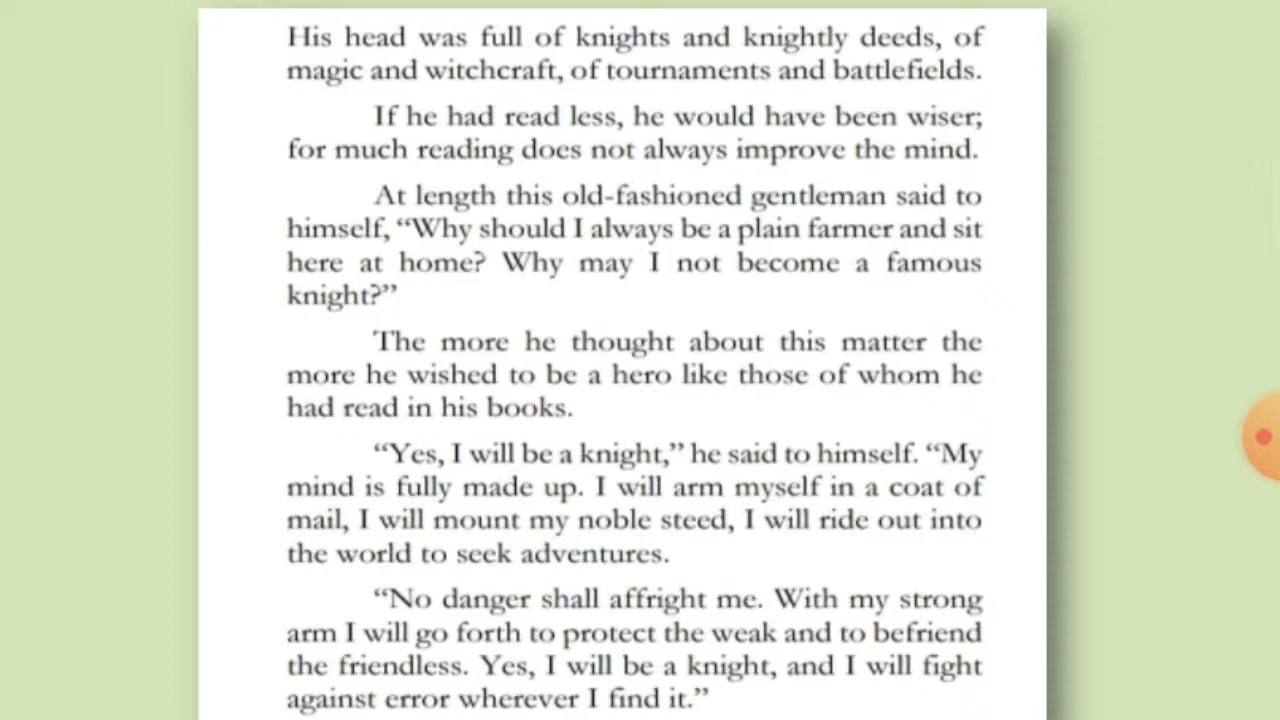 His head was full of knights and knightly deeds, of
magic and witchcraft, of tournaments and battlefields.
If he had read less, he would have been wiser;
for much reading does not always improve the mind.
At length this old-fashioned gentleman said to
himself, “Why should I always be a plain farmer and sit
here at home? Why may I not become a famous
knight?”
The more he thought about this matter the
more he wished to be a hero like those of whom he
had read in his books.
“Yes, I will be a knight,” he said to himself. “My
mind is fully made up. I will arm myself in a coat of
mail, I will mount my noble steed, I will ride out into
the world to seek adventures.
“No danger shall affright me. With my strong
arm I will go forth to protect the weak and to befriend
the friendless. Yes, I will be a knight, and I will fight
against error wherever I find it.”